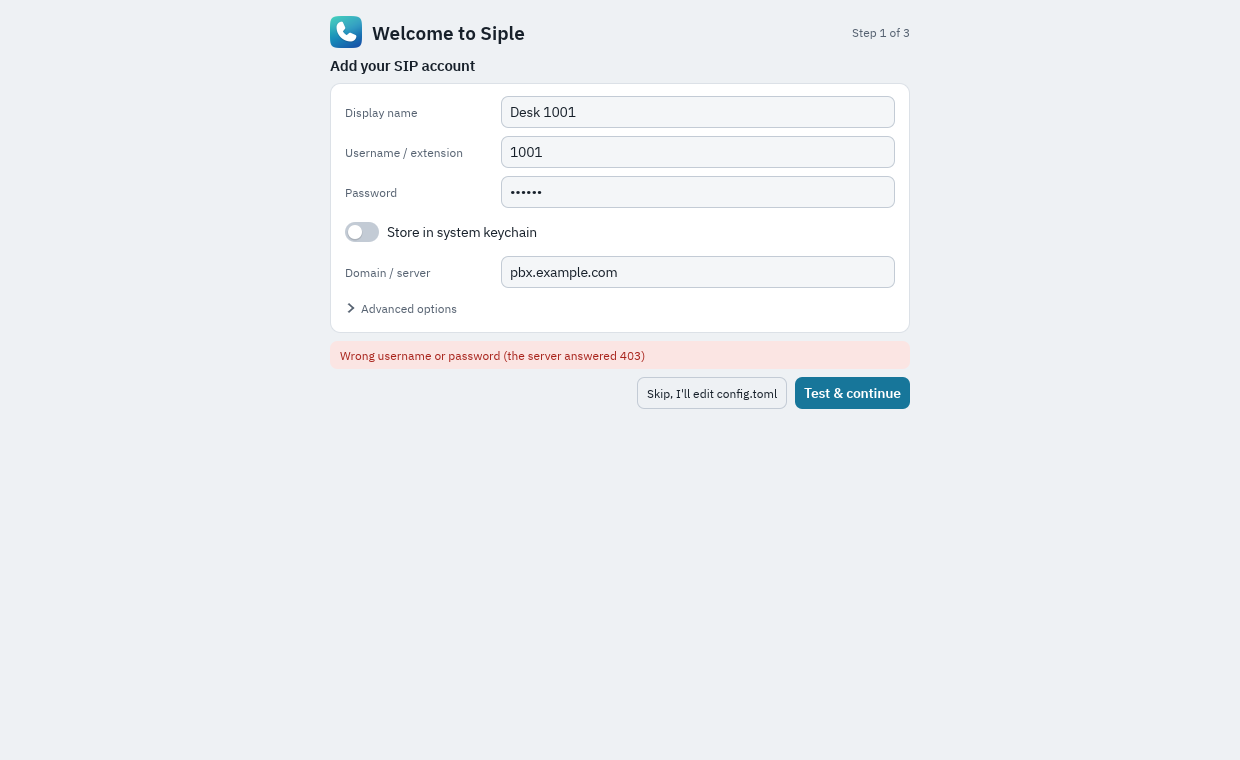 Welcome to Siple
Step 1 of 3
Add your SIP account
Display name
Desk 1001
Username / extension
1001
Password
••••••
Store in system keychain
Domain / server
pbx.example.com
Advanced options
Wrong username or password (the server answered 403)
Skip, I'll edit config.toml
Test & continue